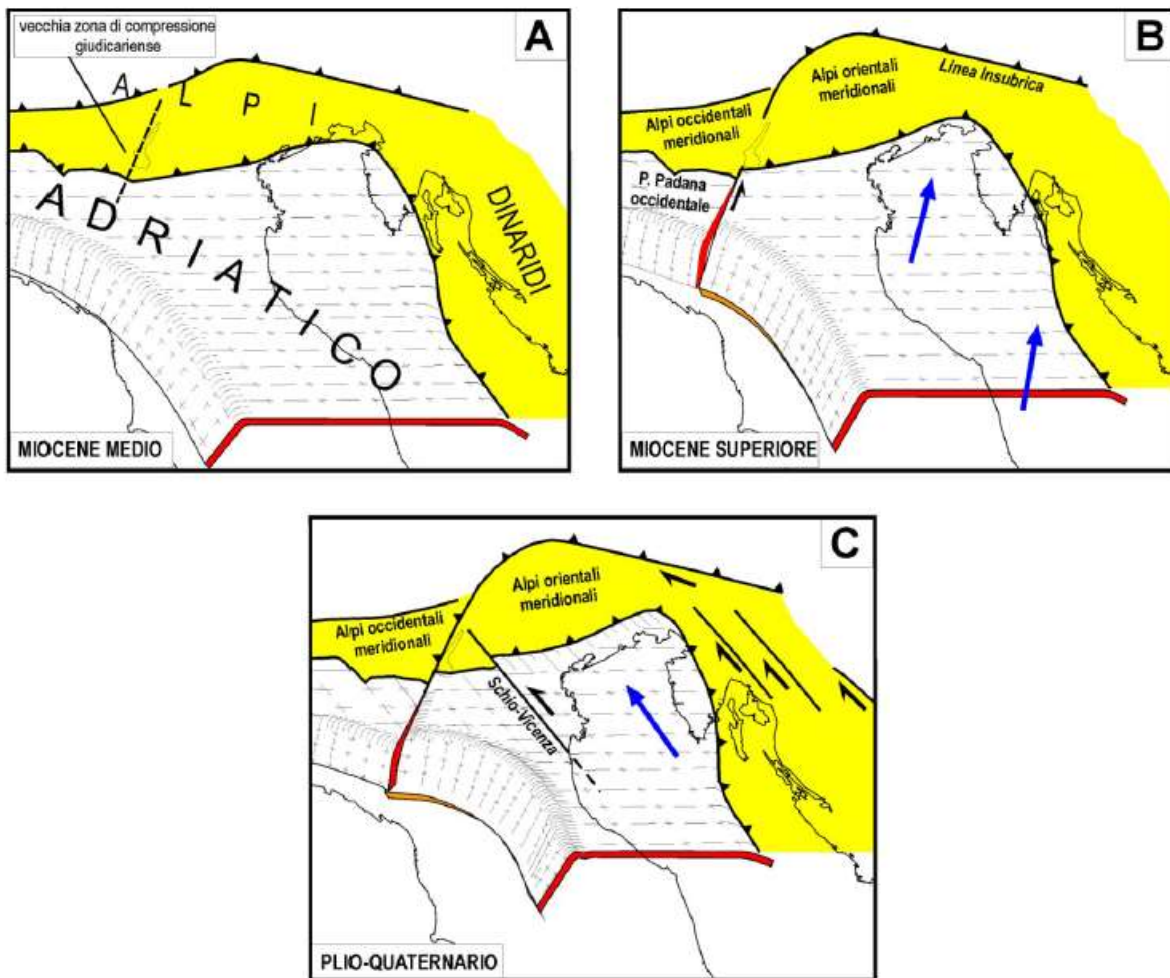 vecchia zona di compressione
giudicariense
A
A L P I
ADRIATICO
DINARIDI
MIOCENE MEDIO
B
Alpi orientali
meridionali
Linea Insubrica
Alpi occidentali
meridionali
P. Padana
occidentale
MIOCENE SUPERIORE
C
Alpi orientali
meridionali
Alpi occidentali
meridionali
Schio-Vicenza
PLIO-QUATERNARIO